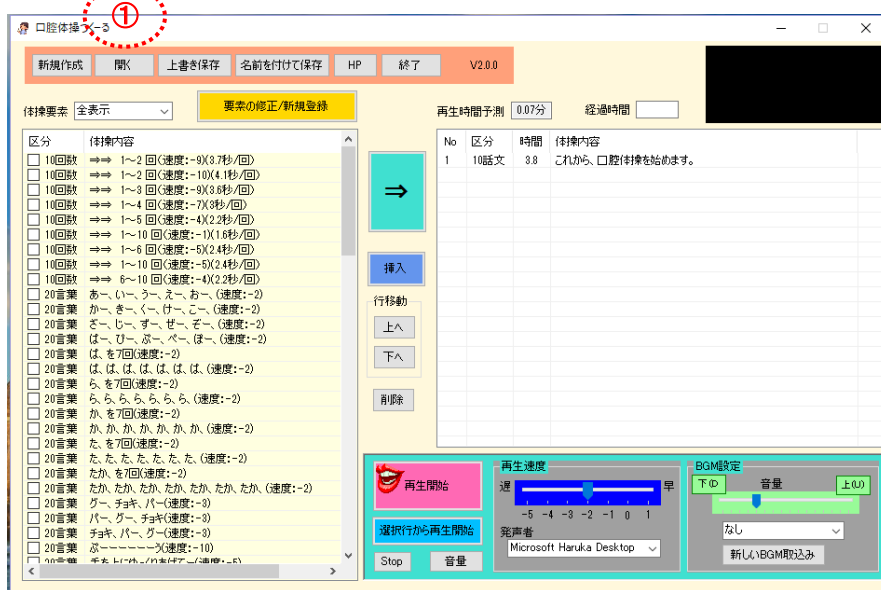 ①
口腔体操つくーる
新規作成 開く 上書き保存 名前を付けて保存 HP 終了 V2.0.0
体操要素 全表示 要素の修正/新規登録 再生時間予測 0.07分 経過時間
区分 体操内容
10回数 ⇒⇒ 1～2 回(速度:-9)(3.7秒/回)
10回数 ⇒⇒ 1～2 回(速度:-10)(4.1秒/回)
10回数 ⇒⇒ 1～3 回(速度:-9)(3.6秒/回)
10回数 ⇒⇒ 1～4 回(速度:-7)(3秒/回)
10回数 ⇒⇒ 1～5 回(速度:-4)(2.2秒/回)
10回数 ⇒⇒ 1～10 回(速度:-1)(1.6秒/回)
10回数 ⇒⇒ 1～6 回(速度:-5)(2.4秒/回)
10回数 ⇒⇒ 1～10 回(速度:-5)(2.4秒/回)
10回数 ⇒⇒ 6～10 回(速度:-4)(2.2秒/回)
20言葉 あー、いー、うー、えー、おー、(速度:-2)
20言葉 かー、きー、くー、けー、こー、(速度:-2)
20言葉 ざー、じー、ずー、ぜー、ぞー、(速度:-2)
20言葉 ばー、びー、ぶー、べー、ぼー、(速度:-2)
20言葉 ぱ、を7回(速度:-2)
20言葉 ぱ、ぱ、ぱ、ぱ、ぱ、ぱ、ぱ、(速度:-2)
20言葉 ら、を7回(速度:-2)
20言葉 ら、ら、ら、ら、ら、ら、ら、(速度:-2)
20言葉 か、を7回(速度:-2)
20言葉 か、か、か、か、か、か、か、(速度:-2)
20言葉 た、を7回(速度:-2)
20言葉 た、た、た、た、た、た、た、(速度:-2)
20言葉 たか、を7回(速度:-2)
20言葉 たか、たか、たか、たか、たか、たか、たか、(速度:-2)
20言葉 グー、チョキ、パー(速度:-3)
20言葉 パー、グー、チョキ(速度:-3)
20言葉 チョキ、パー、グー(速度:-3)
20言葉 ぷーーーーーう(速度:-10)
⇒
挿入
行移動
上へ
下へ
削除
No 区分 時間 体操内容
1 10話文 3.8 これから、口腔体操を始めます。
再生開始
選択行から再生開始
Stop 音量
再生速度
遅 早
-5 -4 -3 -2 -1 0 1
発声者
Microsoft Haruka Desktop
BGM設定
下(D 音量 上(U)
なし
新しいBGM取込み